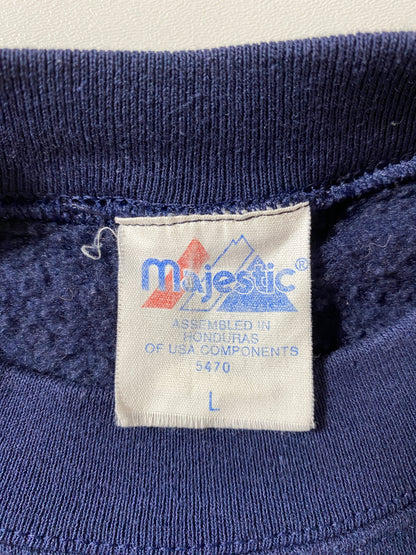 majestic®
ASSEMBLED IN
HONDURAS
OF USA COMPONENTS
5470
L